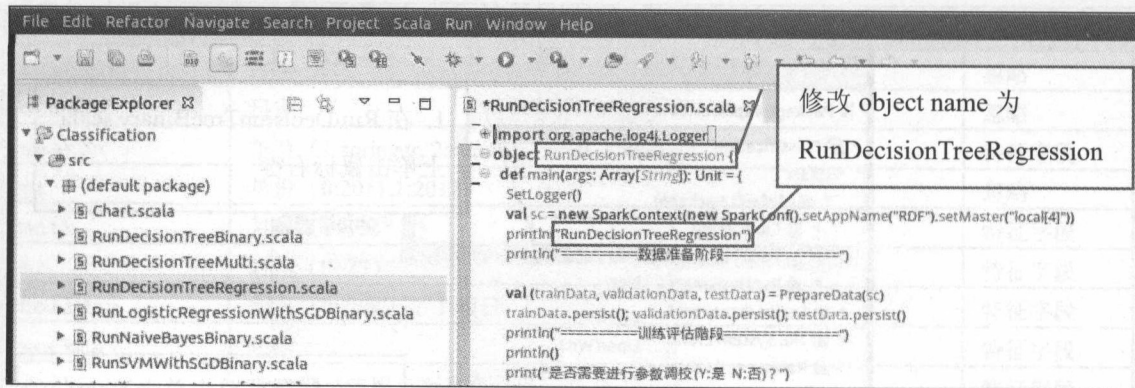 File Edit Refactor Navigate Search Project Scala Run Window Help
Package Explorer
Classification
src
(default package)
Chart.scala
RunDecisionTreeBinary.scala
RunDecisionTreeMulti.scala
RunDecisionTreeRegression.scala
RunLogisticRegressionWithSGDBinary.scala
RunNaiveBayesBinary.scala
RunSVMWithSGDBinary.scala
*RunDecisionTreeRegression.scala
import org.apache.log4j.Logger
object RunDecisionTreeRegression {
def main(args: Array[String]): Unit = {
SetLogger()
val sc = new SparkContext(new SparkConf().setAppName("RDF").setMaster("local[4]"))
println("RunDecisionTreeRegression")
println("==========数据准备阶段===============")
val (trainData, validationData, testData) = PrepareData(sc)
trainData.persist(); validationData.persist(); testData.persist()
println("==========训练评估階段===============")
println()
print("是否需要进行参数调校 (Y:是 N:否) ? ")
修改 object name 为
RunDecisionTreeRegression